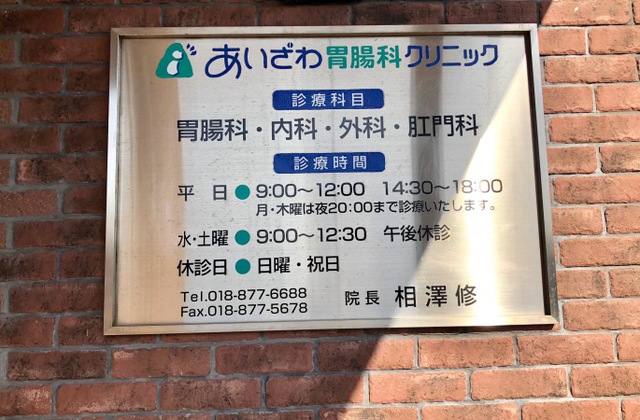 あいざわ胃腸科クリニック
診療科目
胃腸科・内科・外科・肛門科
診療時間
平 日 ● 9:00～12:00 14:30～18:00
月・木曜は夜20:00まで診療いたします。
水・土曜 ● 9:00～12:30 午後休診
休診日 ● 日曜・祝日
Tel.018-877-6688
Fax.018-877-5678
院長 相澤修